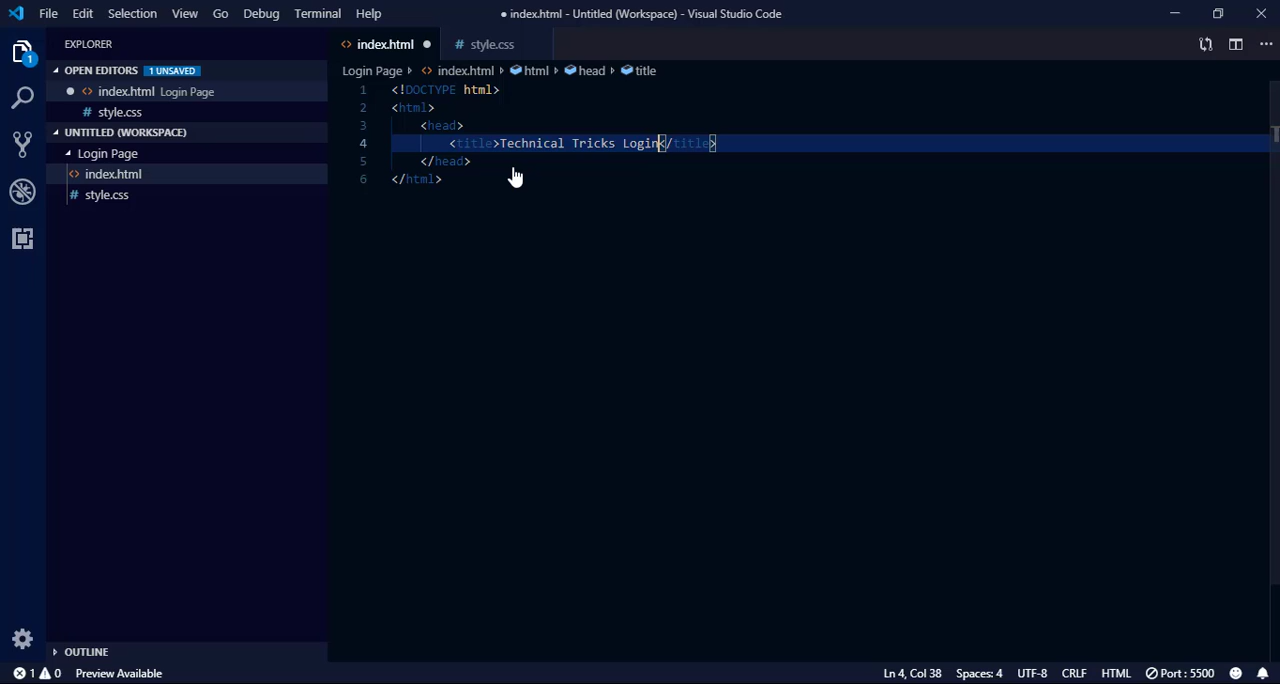 File Edit Selection View Go Debug Terminal Help
● index.html - Untitled (Workspace) - Visual Studio Code
EXPLORER
1
OPEN EDITORS 1 UNSAVED
● <> index.html Login Page
# style.css
UNTITLED (WORKSPACE)
Login Page
<> index.html
# style.css
OUTLINE
<> index.html ● # style.css
Login Page <> index.html html head title
1 <!DOCTYPE html>
2 <html>
3 <head>
4 <title>Technical Tricks Login</title>
5 </head>
6 </html>
1 0 Preview Available Ln 4, Col 38 Spaces: 4 UTF-8 CRLF HTML Port : 5500